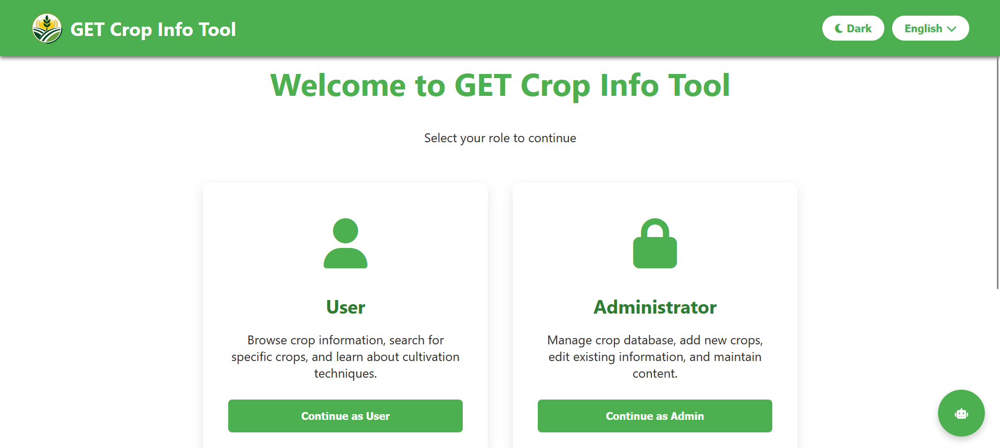 GET Crop Info Tool
Dark
English
Welcome to GET Crop Info Tool
Select your role to continue
User
Browse crop information, search for
specific crops, and learn about cultivation
techniques.
Continue as User
Administrator
Manage crop database, add new crops,
edit existing information, and maintain
content.
Continue as Admin